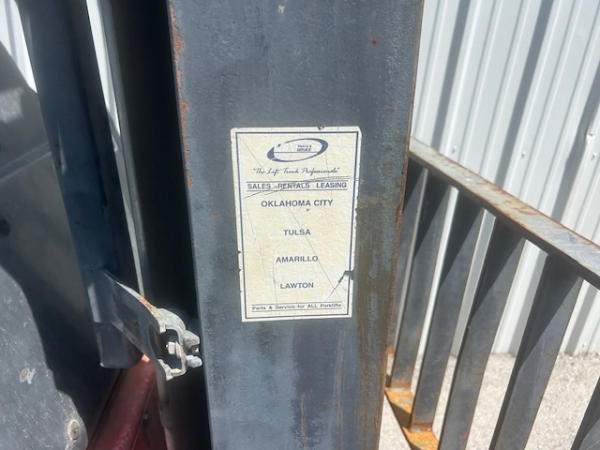 "The Lift Truck Professionals"
SALES - RENTALS - LEASING
OKLAHOMA CITY
TULSA
AMARILLO
LAWTON
Parts & Service for ALL Forklifts